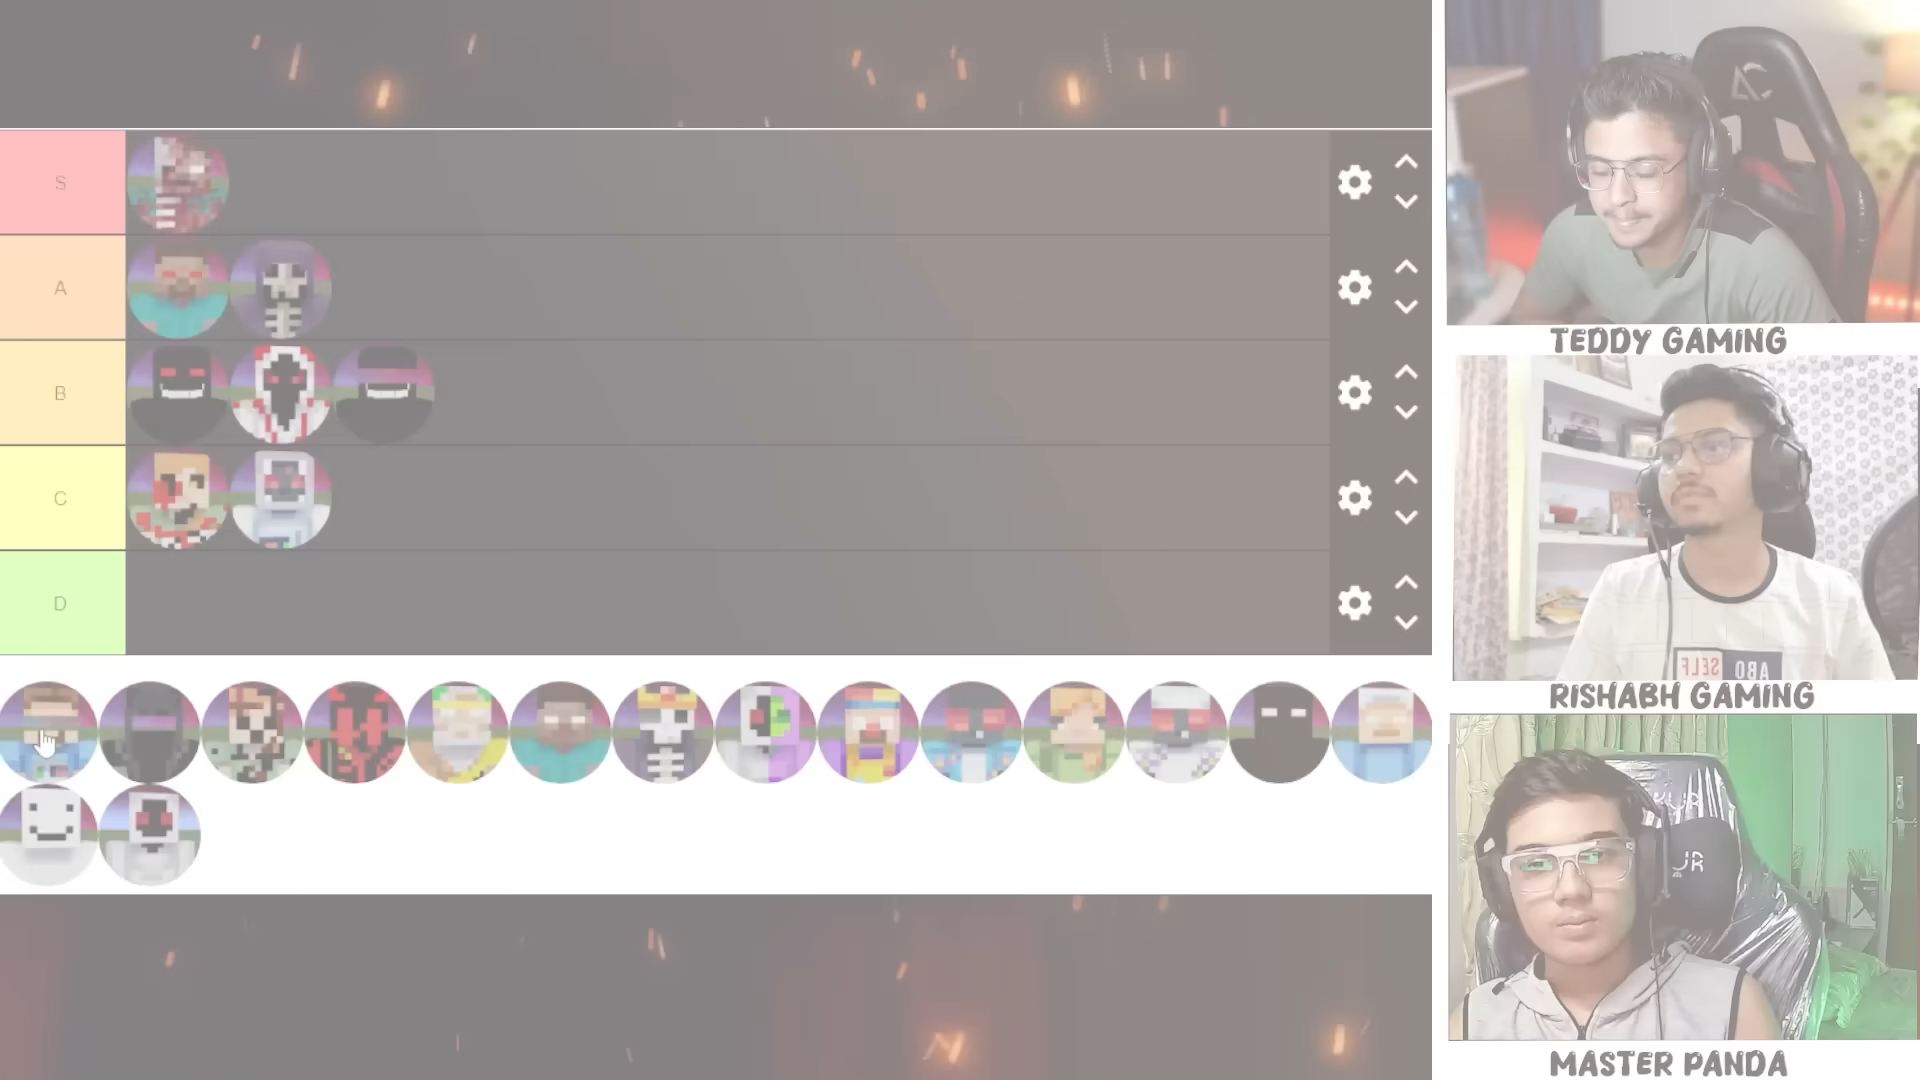 S
A
B
C
D
TEDDY GAMING
RISHABH GAMING
MASTER PANDA